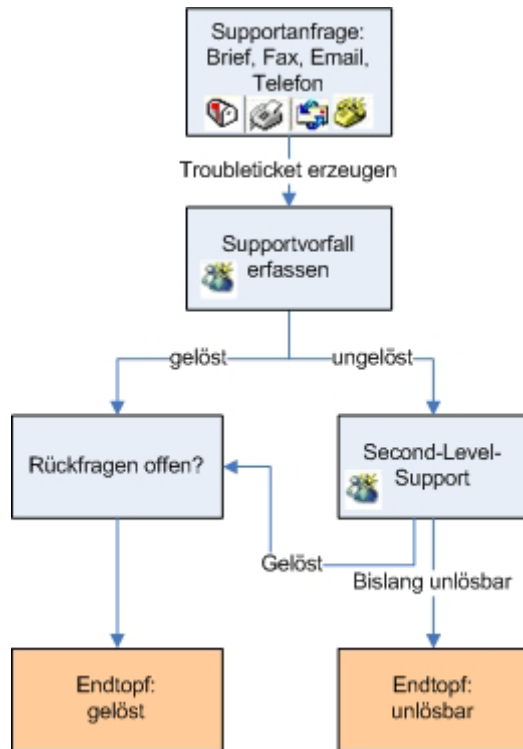 Supportanfrage:
Brief, Fax, Email,
Telefon
Troubleticket erzeugen
Supportvorfall
erfassen
gelöst
ungelöst
Rückfragen offen?
Second-Level-
Support
Gelöst
Bislang unlösbar
Endtopf:
gelöst
Endtopf:
unlösbar